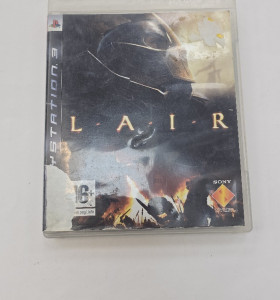 PLAYSTATION 3
L A I R
16+
SONY